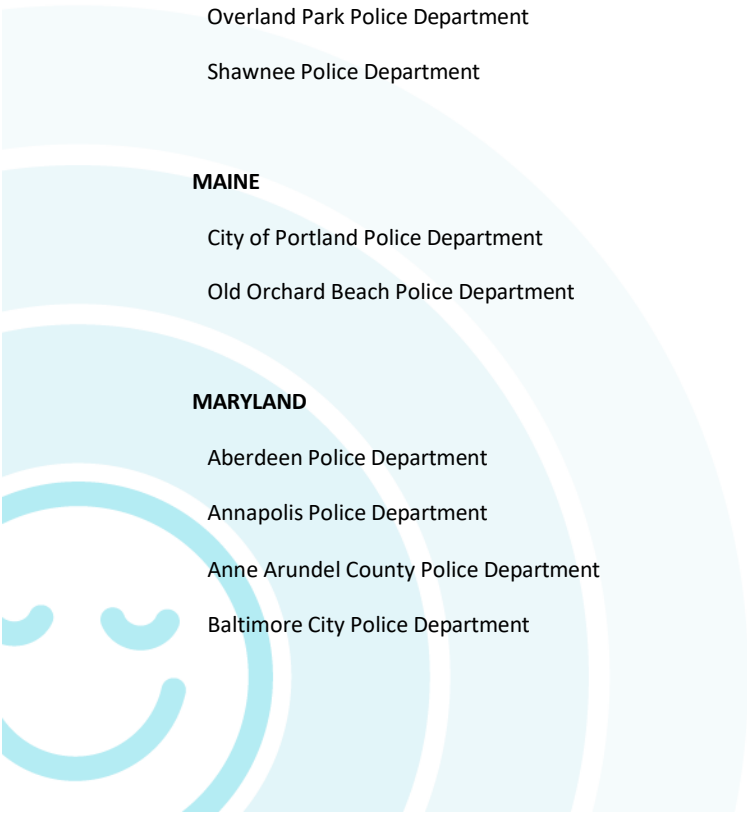 Overland Park Police Department
Shawnee Police Department
MAINE
City of Portland Police Department
Old Orchard Beach Police Department
MARYLAND
Aberdeen Police Department
Annapolis Police Department
Anne Arundel County Police Department
Baltimore City Police Department